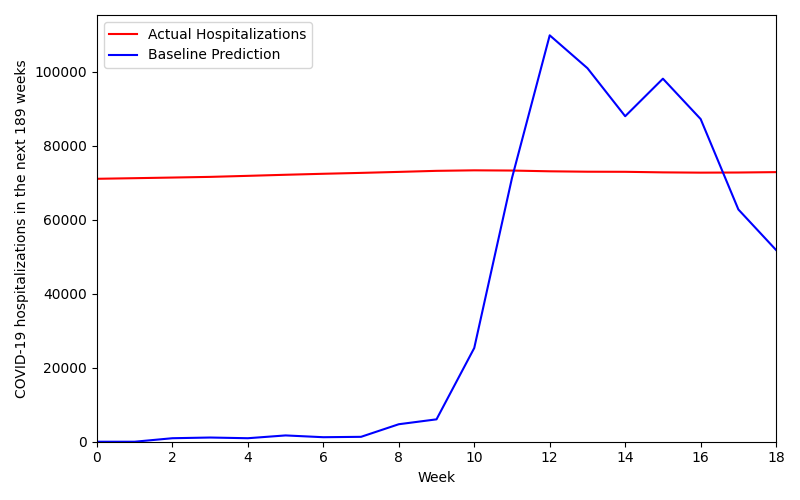 Actual Hospitalizations
Baseline Prediction
COVID-19 hospitalizations in the next 189 weeks
100000
80000
60000
40000
20000
0
0 2 4 6 8 10 12 14 16 18
Week